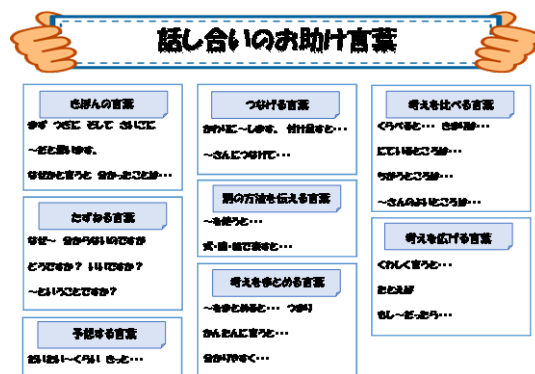 話し合いのお助け言葉
きほんの言葉
まず つぎに そして さいごに
～だと思います。
なぜかと言うと 分かったことは…
たずねる言葉
なぜ～ 分からないのですが
どうですか? いいですか?
～ということですか?
予想する言葉
だいたい～くらい きっと…
つなげる言葉
かわりに～します。 付け足すと…
～さんにつなげて…
別の方法を伝える言葉
～を使うと…
式・図・絵で表すと…
考えをまとめる言葉
～をまとめると… つまり
かんたんに言うと…
分かりやすく…
考えを比べる言葉
くらべると… きまりは…
にているところは…
ちがうところは…
～さんのよいところは…
考えを広げる言葉
くわしく言うと…
たとえば
もし～だったら…